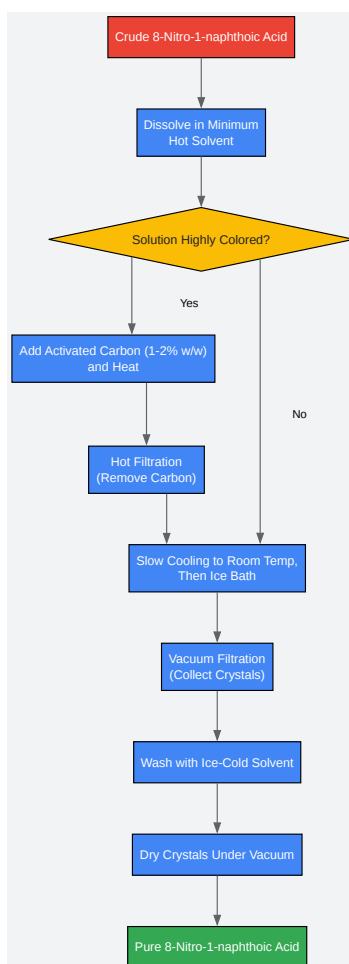 Crude 8-Nitro-1-naphthoic Acid
Dissolve in Minimum
Hot Solvent
Solution Highly Colored?
Yes
Add Activated Carbon (1-2% w/w)
and Heat
No
Hot Filtration
(Remove Carbon)
Slow Cooling to Room Temp,
Then Ice Bath
Vacuum Filtration
(Collect Crystals)
Wash with Ice-Cold Solvent
Dry Crystals Under Vacuum
Pure 8-Nitro-1-naphthoic Acid